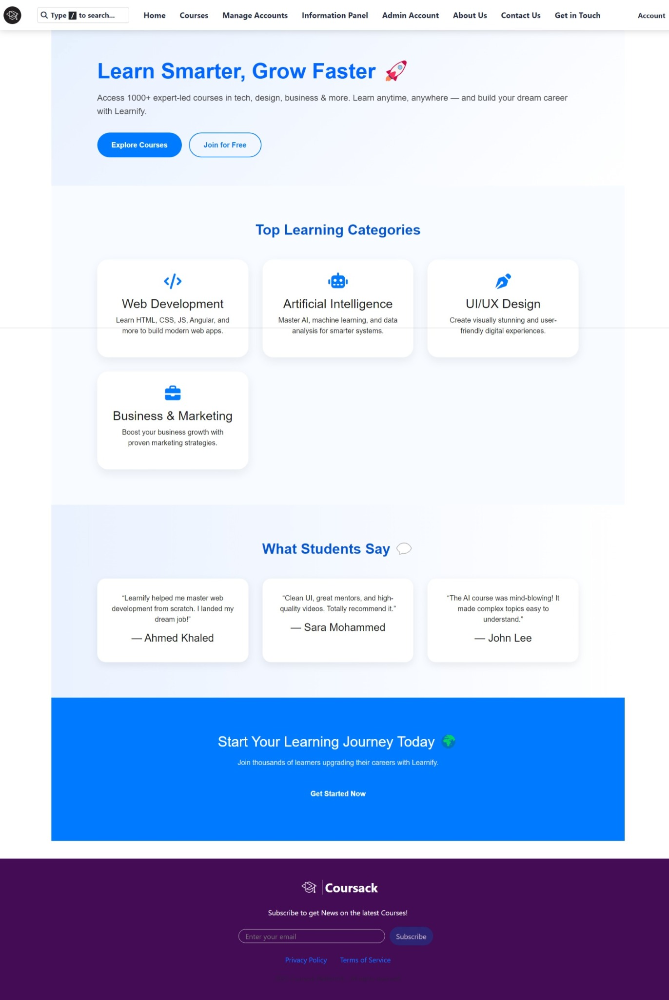 Type / to search...
Home
Courses
Manage Accounts
Information Panel
Admin Account
About Us
Contact Us
Get in Touch
Account
Learn Smarter, Grow Faster 🚀
Access 1000+ expert-led courses in tech, design, business & more. Learn anytime, anywhere — and build your dream career
with Learnify.
Explore Courses
Join for Free
Top Learning Categories
Web Development
Learn HTML, CSS, JS, Angular, and
more to build modern web apps.
Artificial Intelligence
Master AI, machine learning, and data
analysis for smarter systems.
UI/UX Design
Create visually stunning and user-
friendly digital experiences.
Business & Marketing
Boost your business growth with
proven marketing strategies.
What Students Say 💬
“Learnify helped me master web
development from scratch. I landed my
dream job!”
— Ahmed Khaled
“Clean UI, great mentors, and high-
quality videos. Totally recommend it.”
— Sara Mohammed
“The AI course was mind-blowing! It
made complex topics easy to
understand.”
— John Lee
Start Your Learning Journey Today 🌍
Join thousands of learners upgrading their careers with Learnify.
Get Started Now
Coursack
Subscribe to get News on the latest Courses!
Enter your email
Subscribe
Privacy Policy
Terms of Service